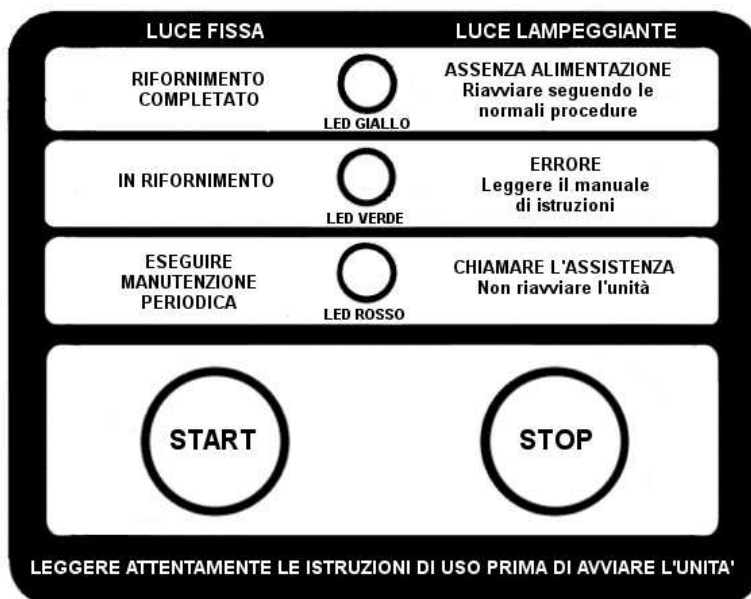 LUCE FISSA
LUCE LAMPEGGIANTE
RIFORNIMENTO
COMPLETATO
LED GIALLO
ASSENZA ALIMENTAZIONE
Riavviare seguendo le
normali procedure
IN RIFORNIMENTO
LED VERDE
ERRORE
Leggere il manuale
di istruzioni
ESEGUIRE
MANUTENZIONE
PERIODICA
LED ROSSO
CHIAMARE L'ASSISTENZA
Non riavviare l'unità
START
STOP
LEGGERE ATTENTAMENTE LE ISTRUZIONI DI USO PRIMA DI AVVIARE L'UNITA'